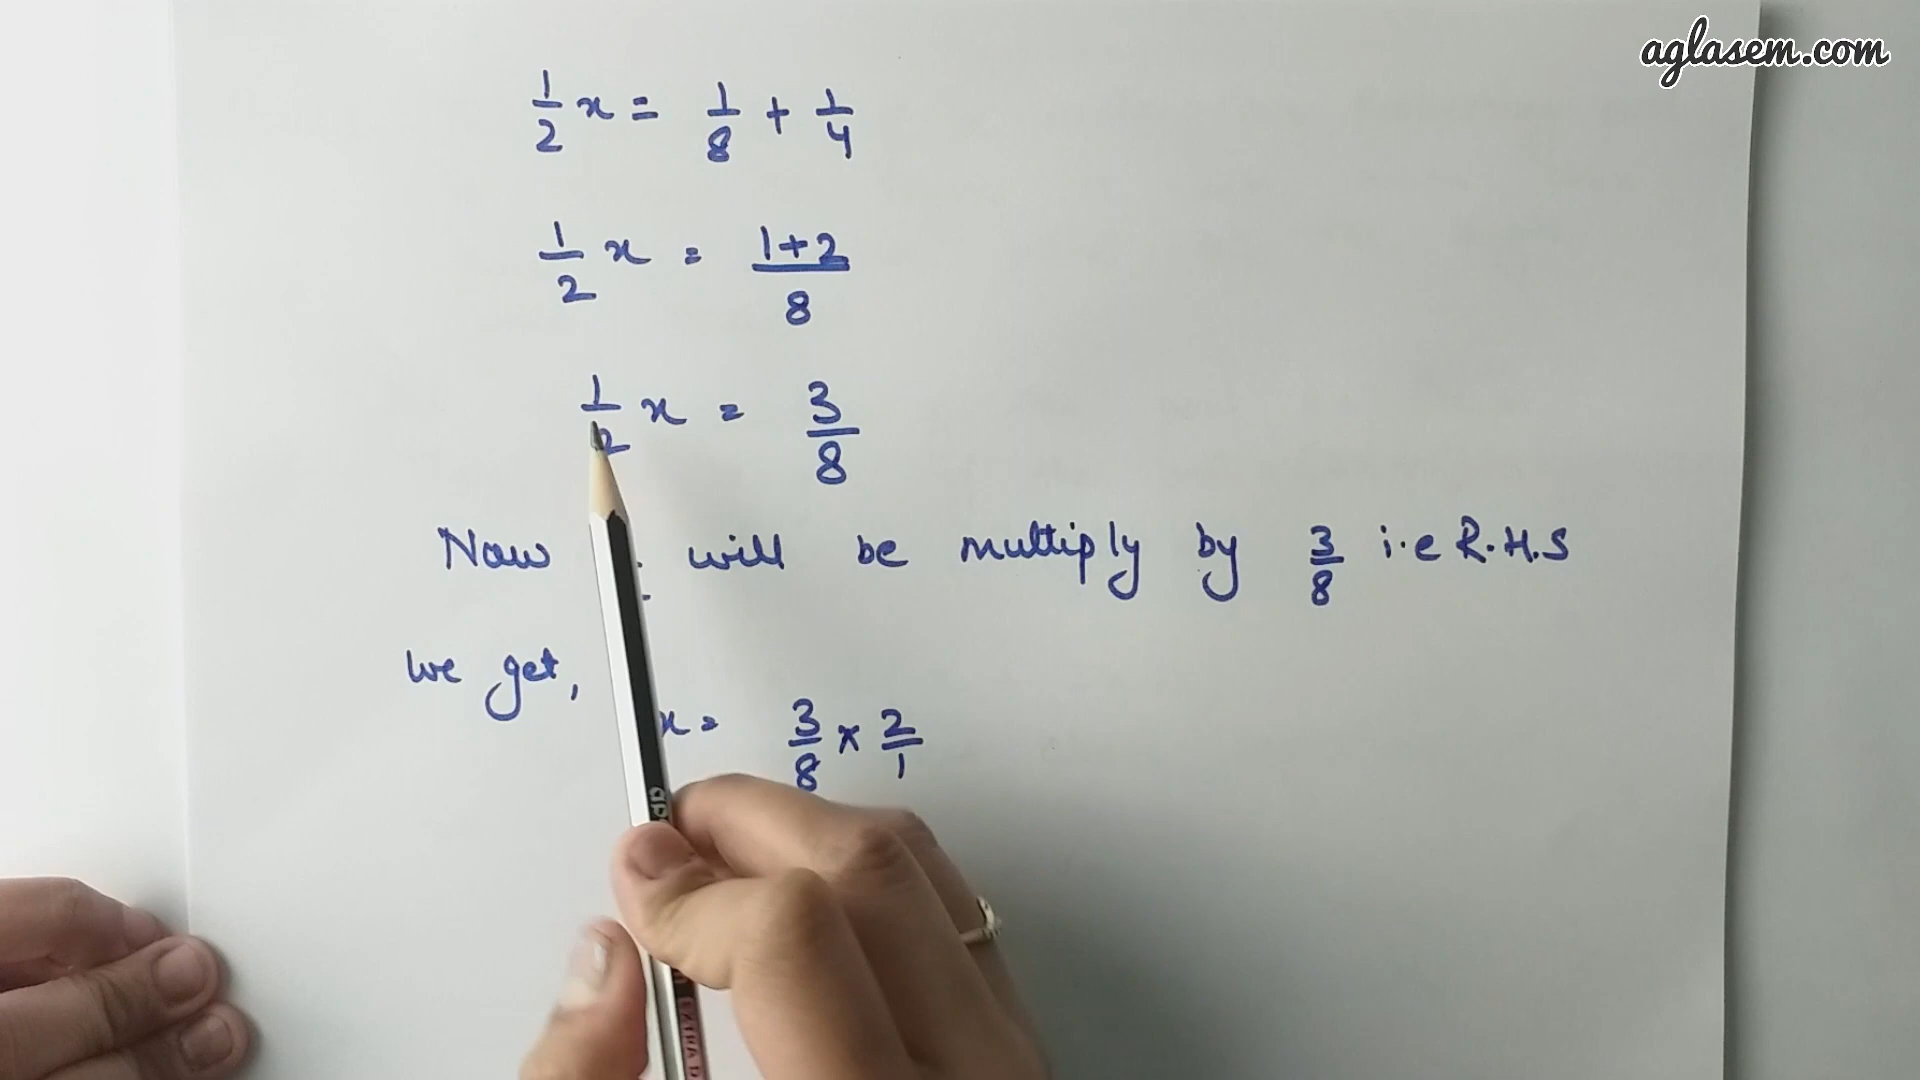 aglasem.com
1/2 x = 1/8 + 1/4
1/2 x = 1+2/8
1/2 x = 3/8
Now will be multiply by 3/8 i.e R.H.S
We get,
x = 3/8 × 2/1